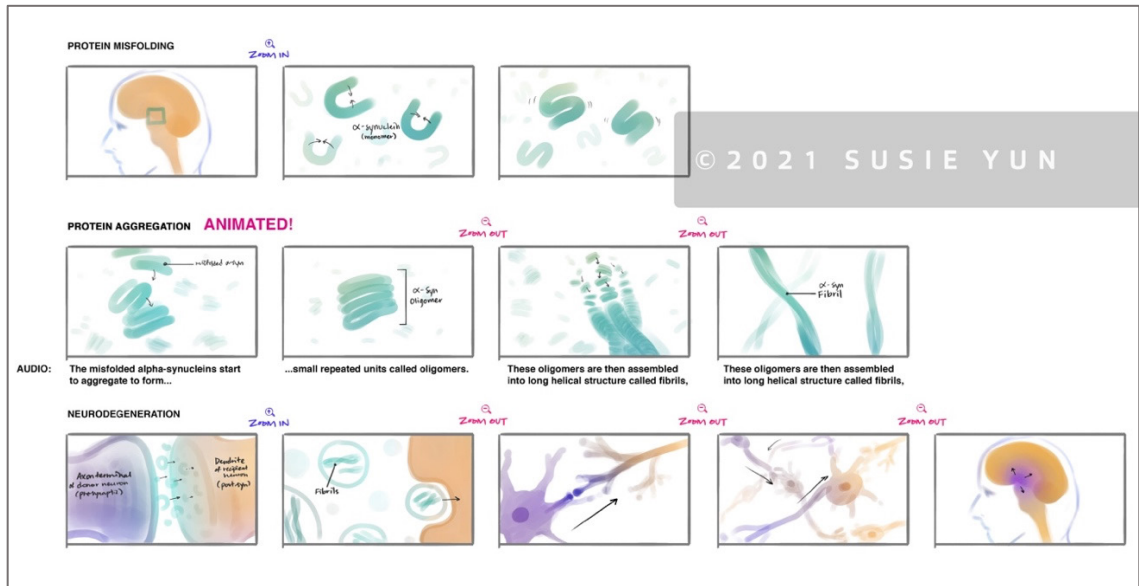 PROTEIN MISFOLDING
ZOOM IN
α-synuclein
(monomer)
© 2021 SUSIE YUN
PROTEIN AGGREGATION ANIMATED!
ZOOM OUT
ZOOM OUT
misfolded α-syn
α-syn
oligomer
α-syn
Fibril
AUDIO:
The misfolded alpha-synucleins start
to aggregate to form...
...small repeated units called oligomers.
These oligomers are then assembled
into long helical structure called fibrils,
These oligomers are then assembled
into long helical structure called fibrils,
NEURODEGENERATION
ZOOM IN
ZOOM OUT
ZOOM OUT
ZOOM OUT
Axon terminal
of donor neuron
(presynaptic)
Dendrite
of recipient
neuron
(post-syn)
Fibrils